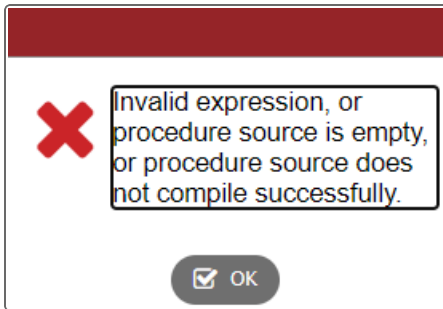 Invalid expression, or
procedure source is empty,
or procedure source does
not compile successfully.
OK